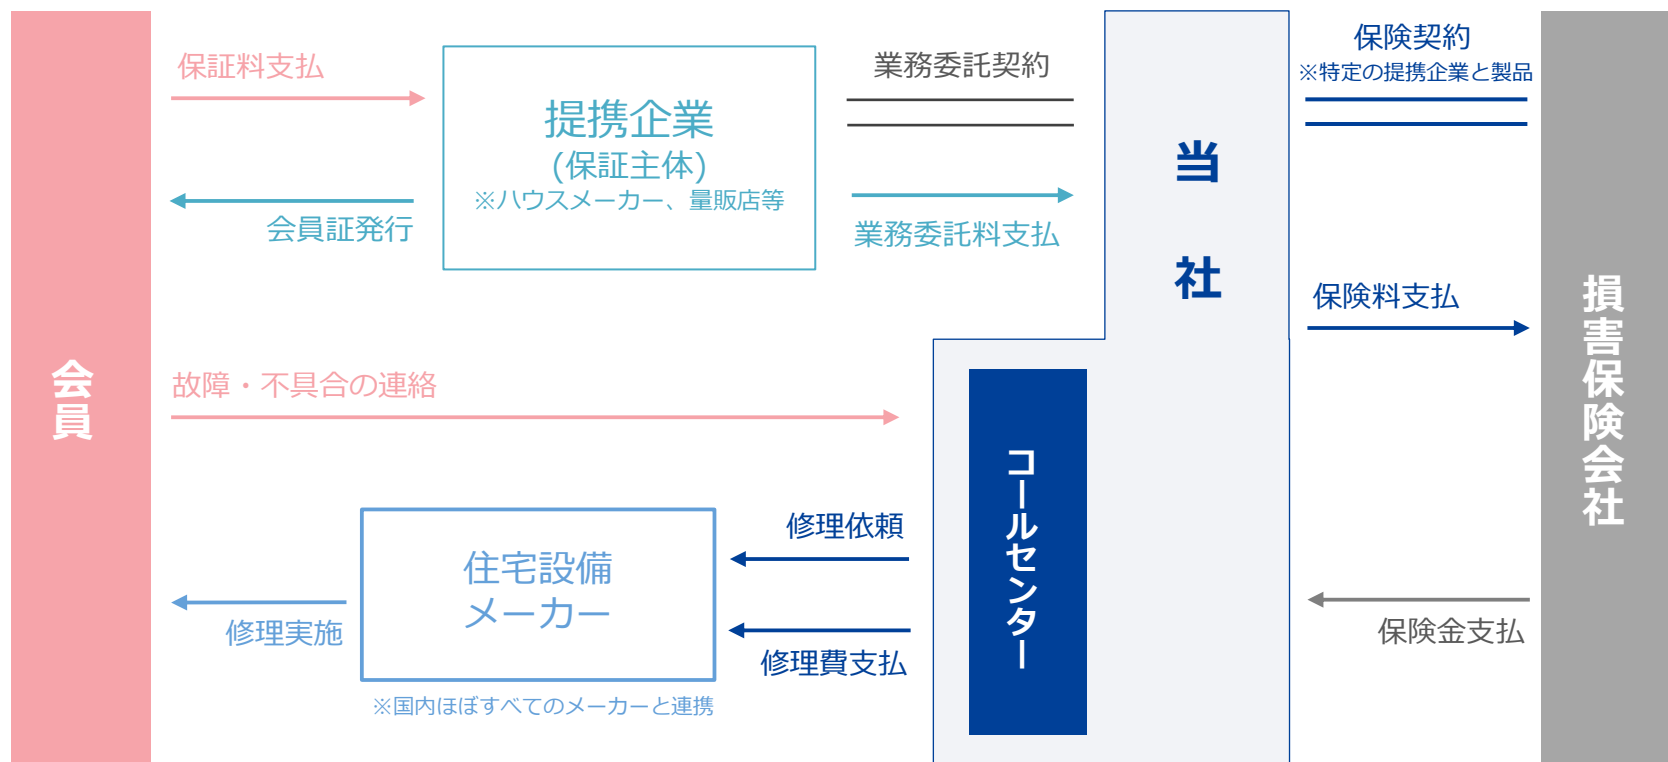 保証料支払
業務委託契約
保険契約
※特定の提携企業と製品
提携企業
(保証主体)
※ハウスメーカー、量販店等
会員証発行
業務委託料支払
当社
保険料支払
損害保険会社
会員
故障・不具合の連絡
コールセンター
修理依頼
住宅設備
メーカー
修理実施
修理費支払
保険金支払
※国内ほぼすべてのメーカーと連携